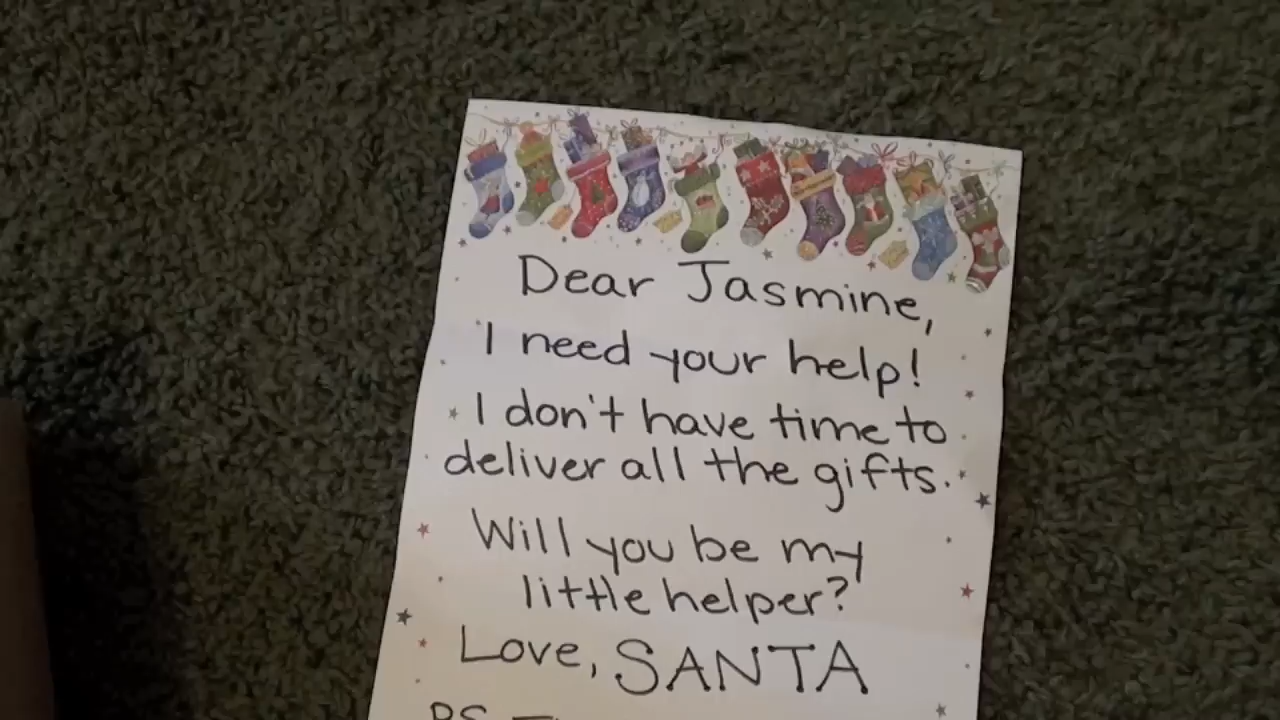 Dear Jasmine,
I need your help!
I don't have time to
deliver all the gifts.
Will you be my
little helper?
Love, SANTA
PS